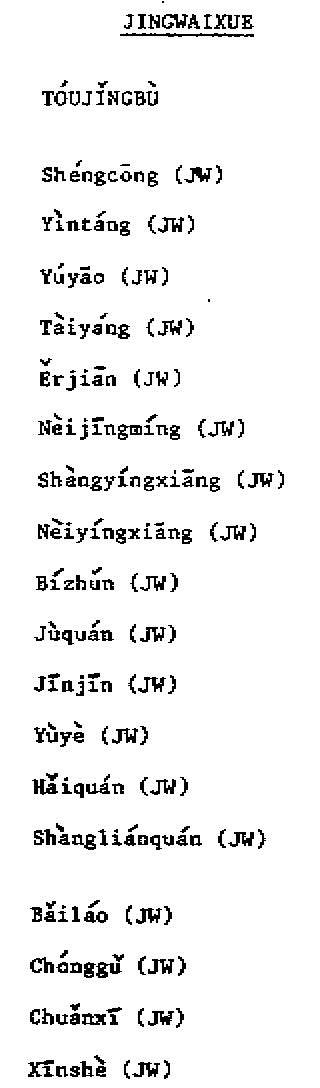 JINGWAIXUE
TÓUJǏNGBÙ
Shéngcōng (JW)
Yìntáng (JW)
Yúyāo (JW)
Tàiyáng (JW)
Ěrjiān (JW)
Nèijīngmíng (JW)
Shàngyíngxiāng (JW)
Nèiyíngxiāng (JW)
Bízhún (JW)
Jùquán (JW)
Jīnjīn (JW)
Yùyè (JW)
Hǎiquán (JW)
Shàngliánquán (JW)
Bǎiláo (JW)
Chónggǔ (JW)
Chuǎnxī (JW)
Xīnshè (JW)